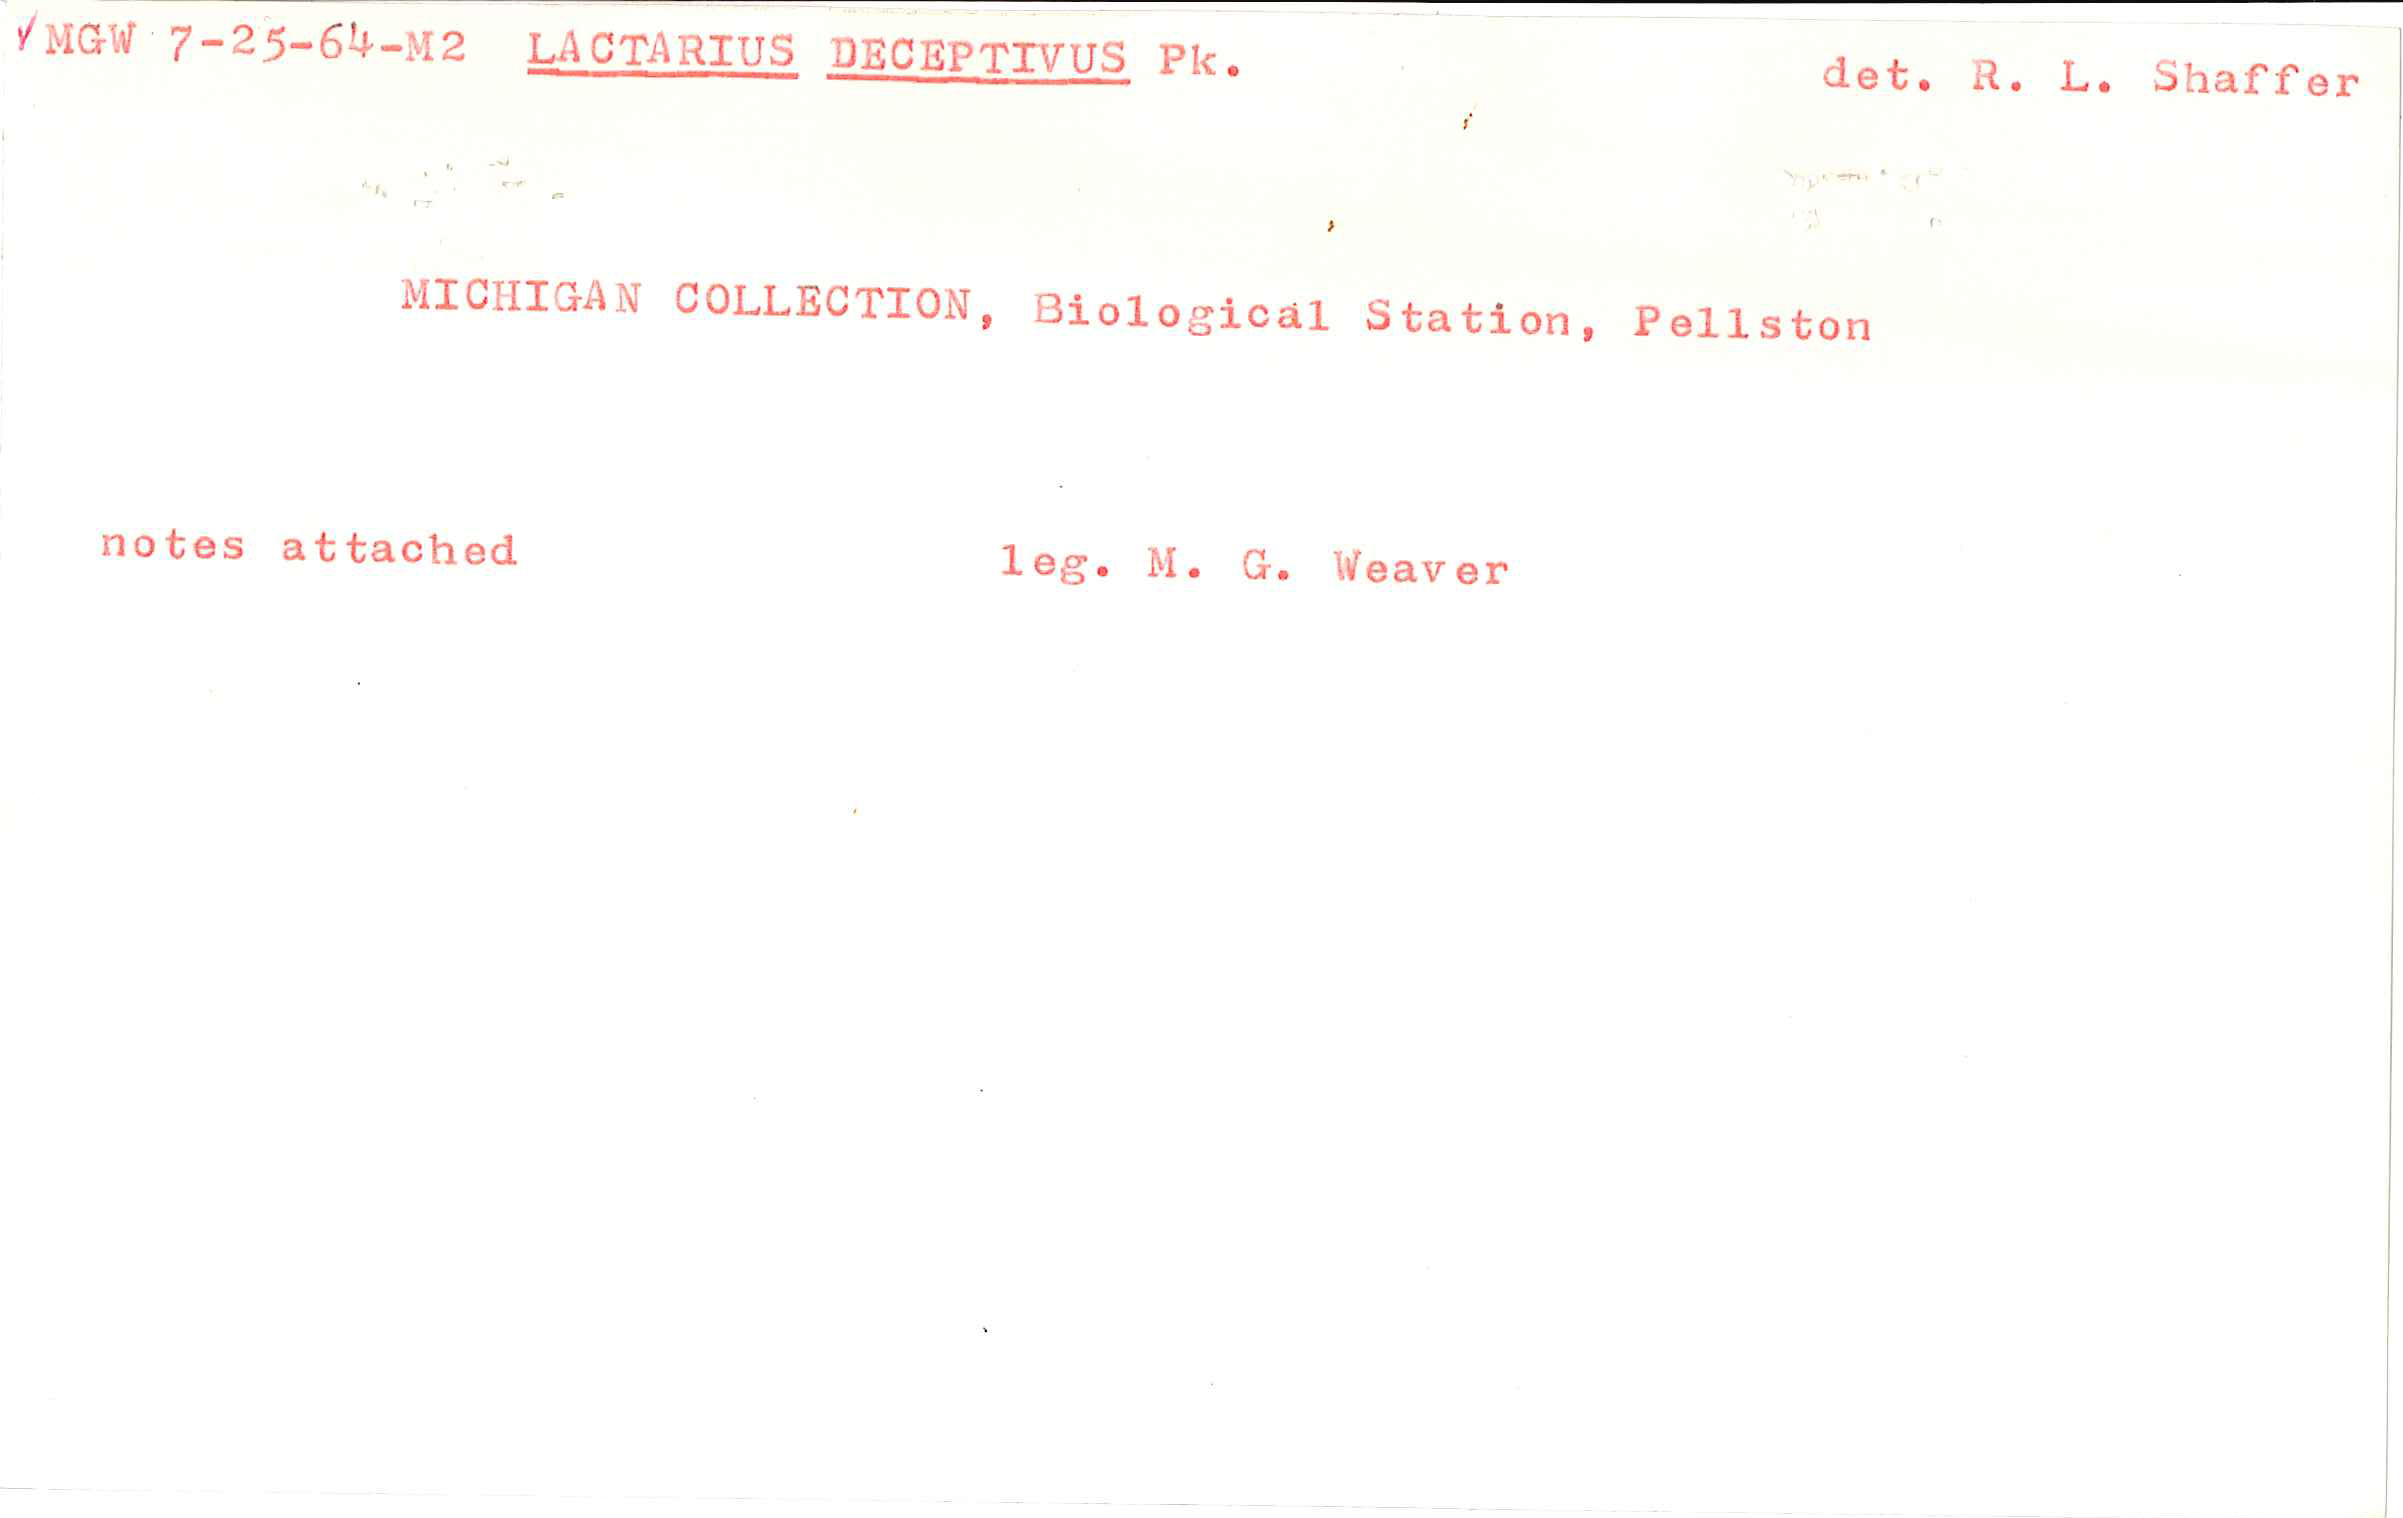 ✓MGW 7-25-64-M2 LACTARIUS DECEPTIVUS Pk. det. R. L. Shaffer
MICHIGAN COLLECTION, Biological Station, Pellston
notes attached leg. M. G. Weaver